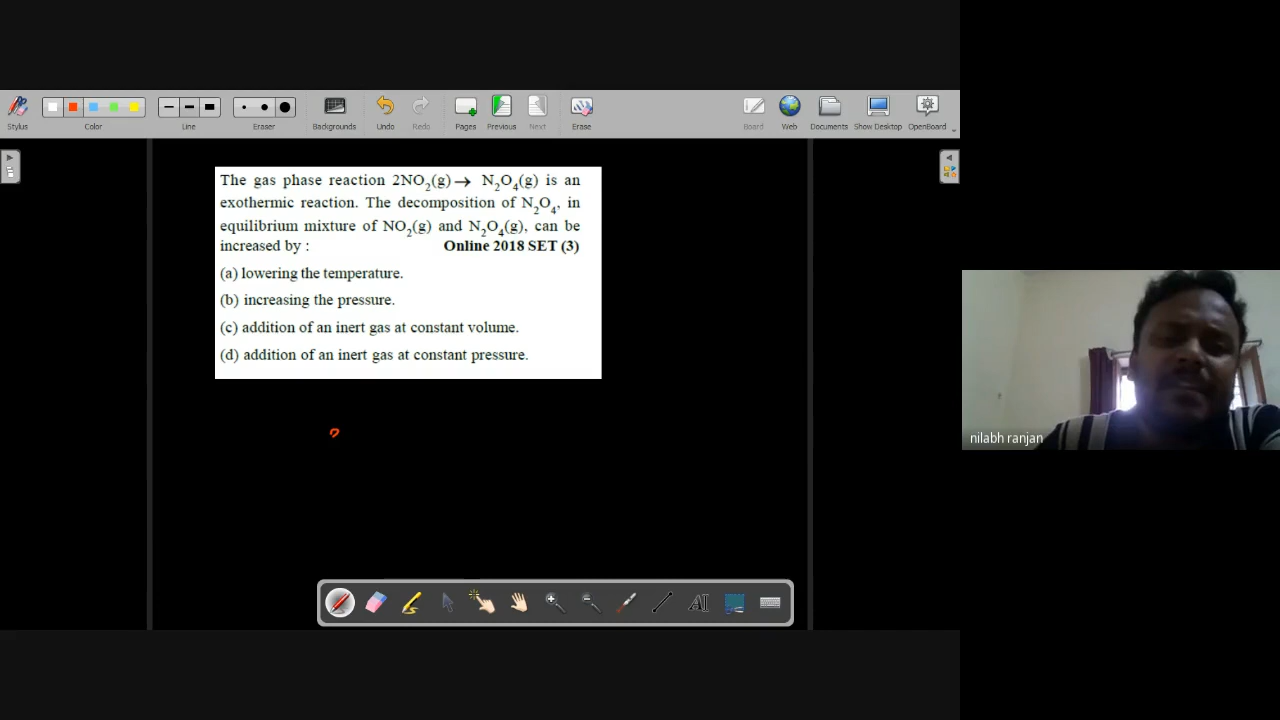 Stylus
Color
Line
Eraser
Backgrounds
Undo
Redo
Pages
Previous
Next
Erase
Board
Web
Documents
Show Desktop
OpenBoard
The gas phase reaction 2NO₂(g) → N₂O₄(g) is an
exothermic reaction. The decomposition of N₂O₄, in
equilibrium mixture of NO₂(g) and N₂O₄(g), can be
increased by : Online 2018 SET (3)
(a) lowering the temperature.
(b) increasing the pressure.
(c) addition of an inert gas at constant volume.
(d) addition of an inert gas at constant pressure.
nilabh ranjan
AI